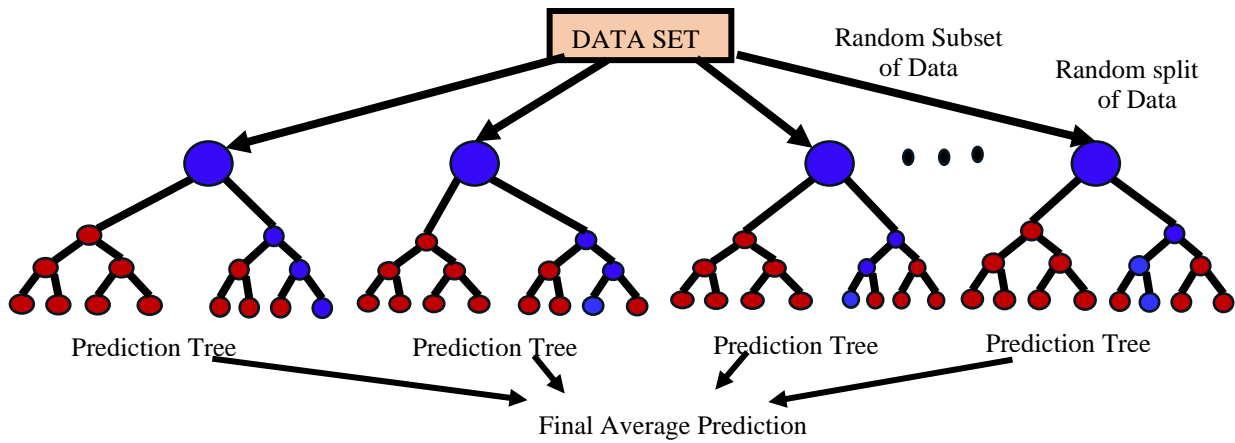 DATA SET
Random Subset
of Data
Random split
of Data
Prediction Tree
Prediction Tree
Prediction Tree
Prediction Tree
Final Average Prediction